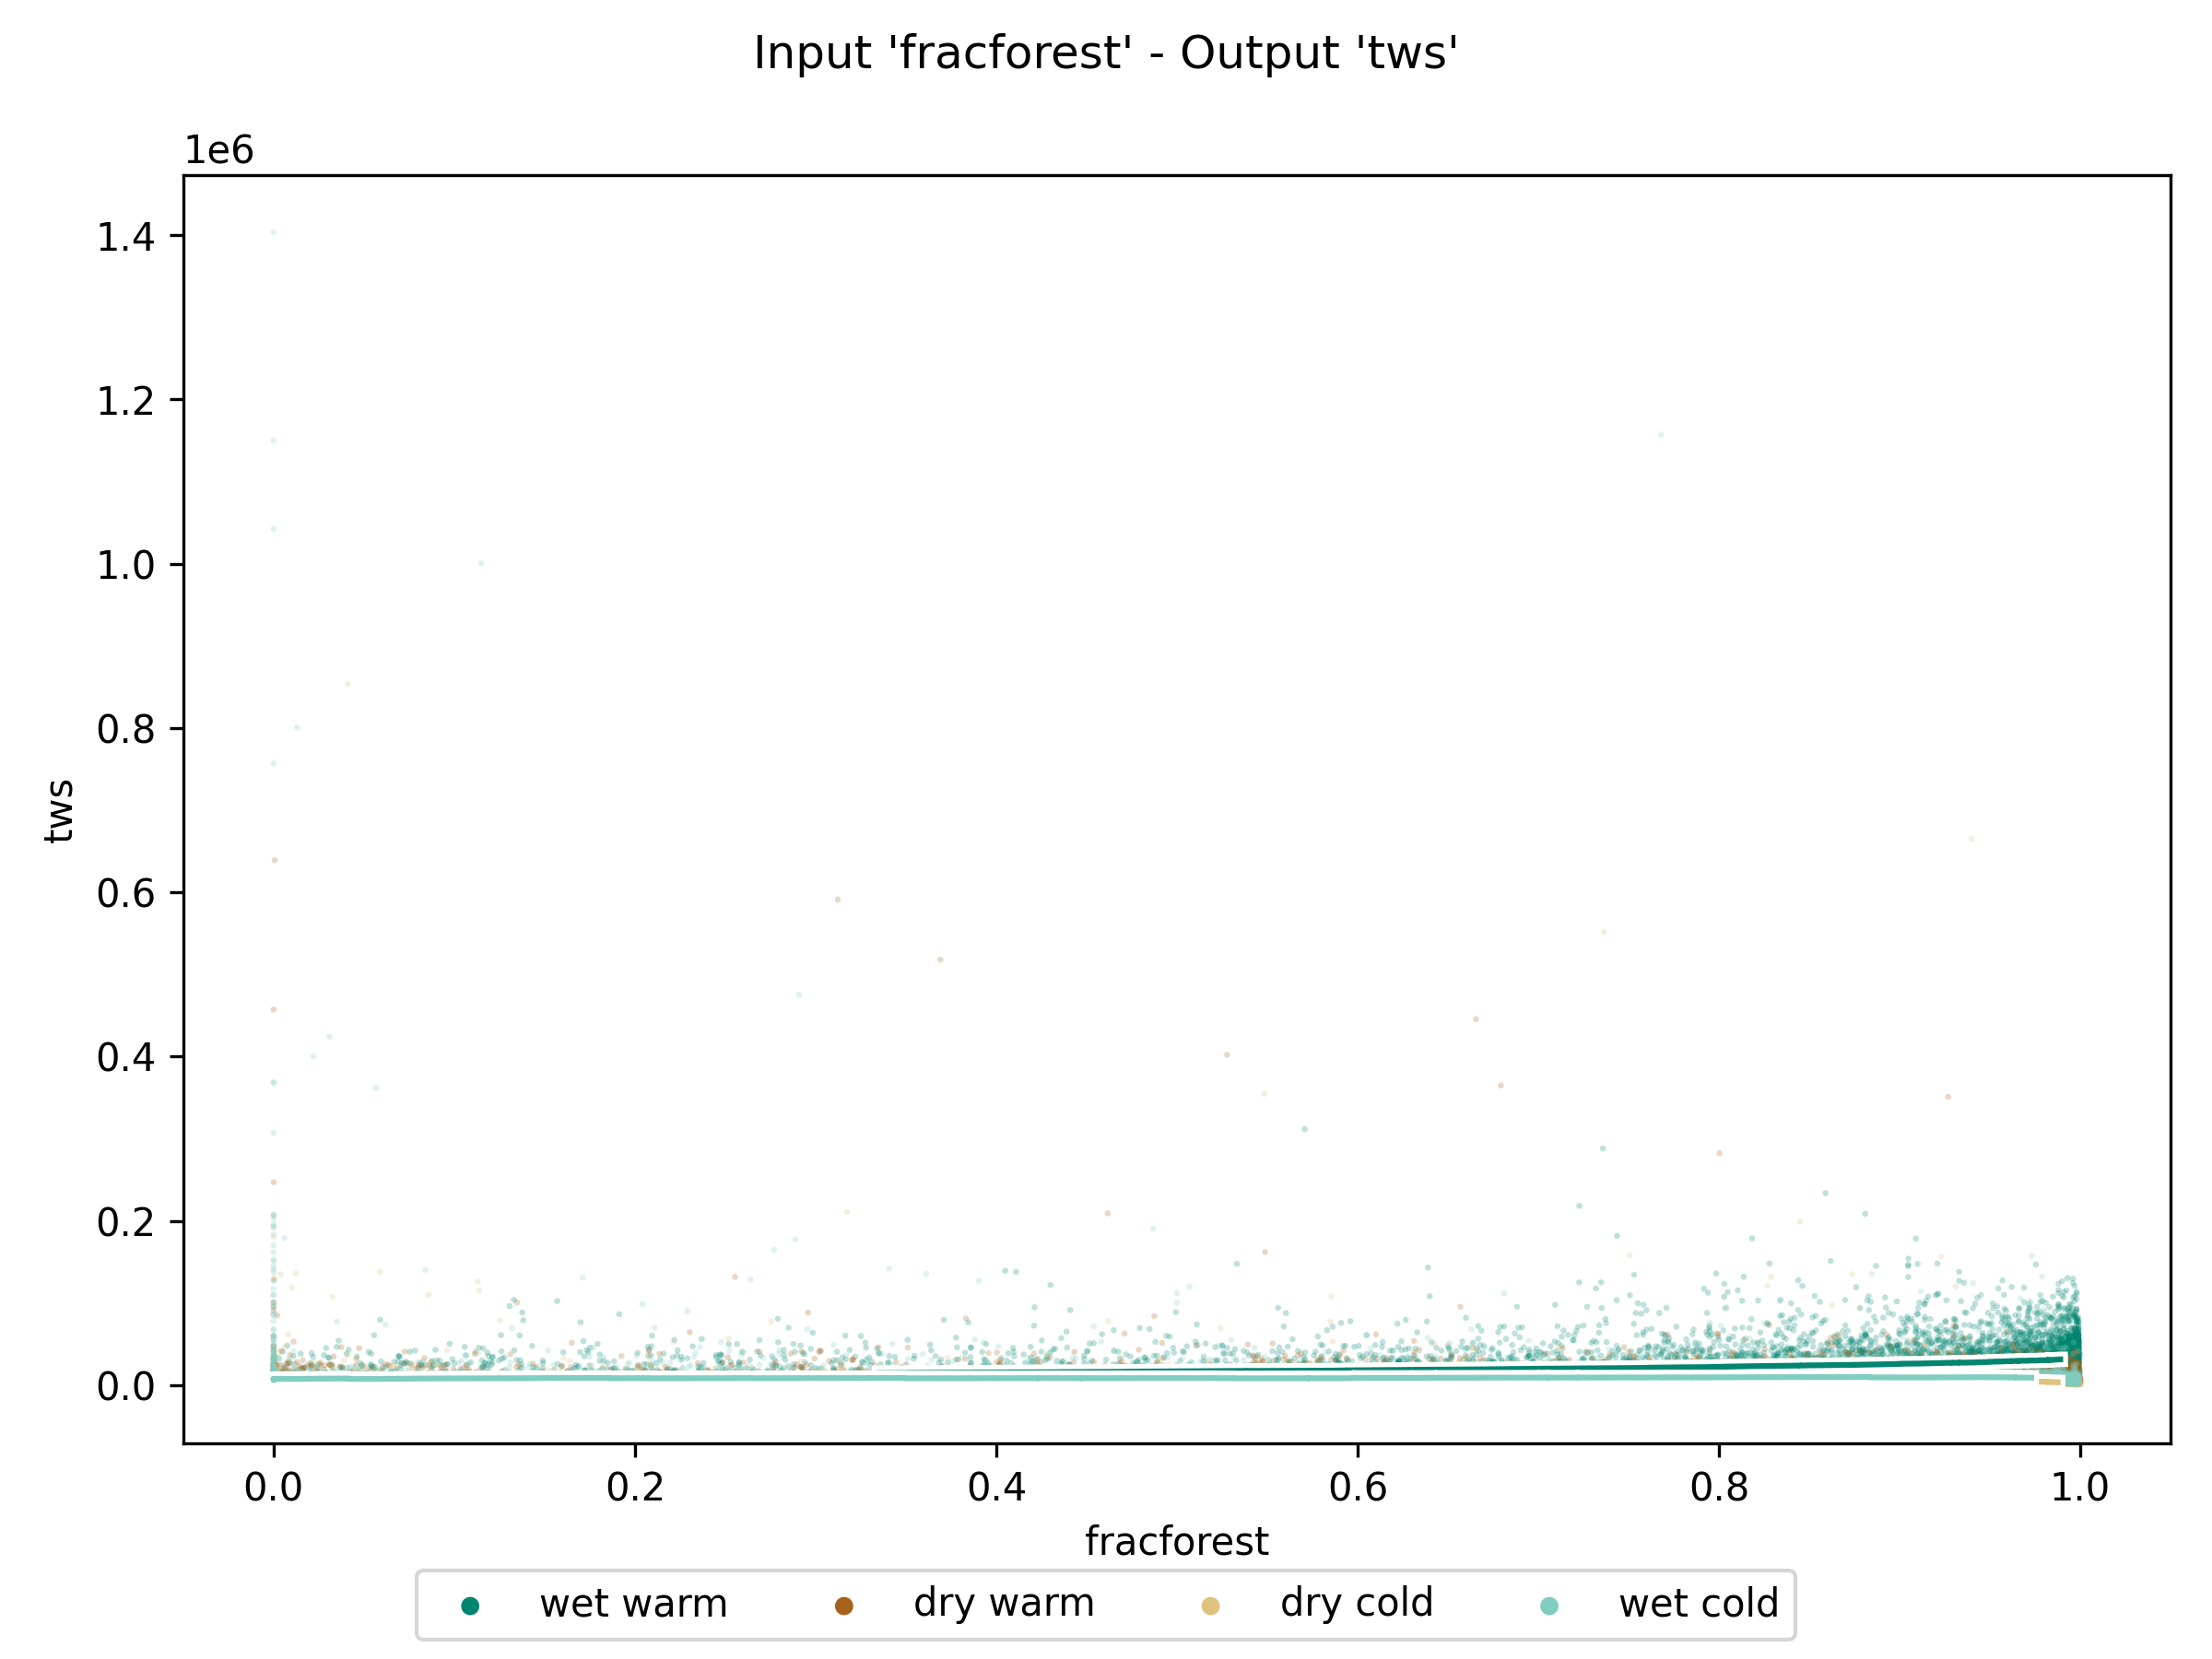 Input 'fracforest' - Output 'tws'
1e6
1.4
1.2
1.0
0.8
0.6
0.4
0.2
0.0
tws
0.0 0.2 0.4 0.6 0.8 1.0
fracforest
wet warm dry warm dry cold wet cold